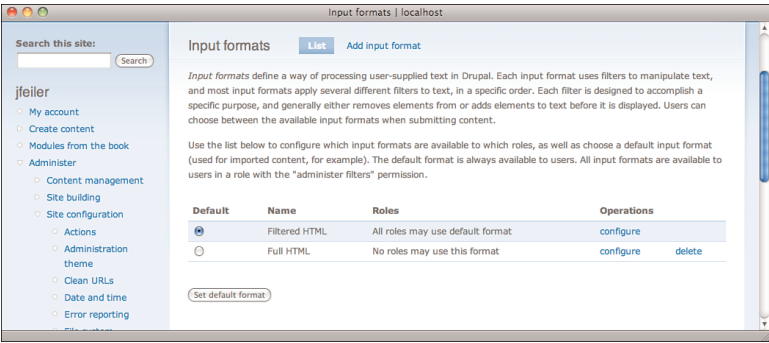 Input formats | localhost
Search this site:
Search
jfeiler
My account
Create content
Modules from the book
Administer
Content management
Site building
Site configuration
Actions
Administration
theme
Clean URLs
Date and time
Error reporting
File system
Input formats
List
Add input format
Input formats define a way of processing user-supplied text in Drupal. Each input format uses filters to manipulate text,
and most input formats apply several different filters to text, in a specific order. Each filter is designed to accomplish a
specific purpose, and generally either removes elements from or adds elements to text before it is displayed. Users can
choose between the available input formats when submitting content.
Use the list below to configure which input formats are available to which roles, as well as choose a default input format
(used for imported content, for example). The default format is always available to users. All input formats are available to
users in a role with the "administer filters" permission.
Default Name Roles Operations
Filtered HTML All roles may use default format configure
Full HTML No roles may use this format configure delete
Set default format